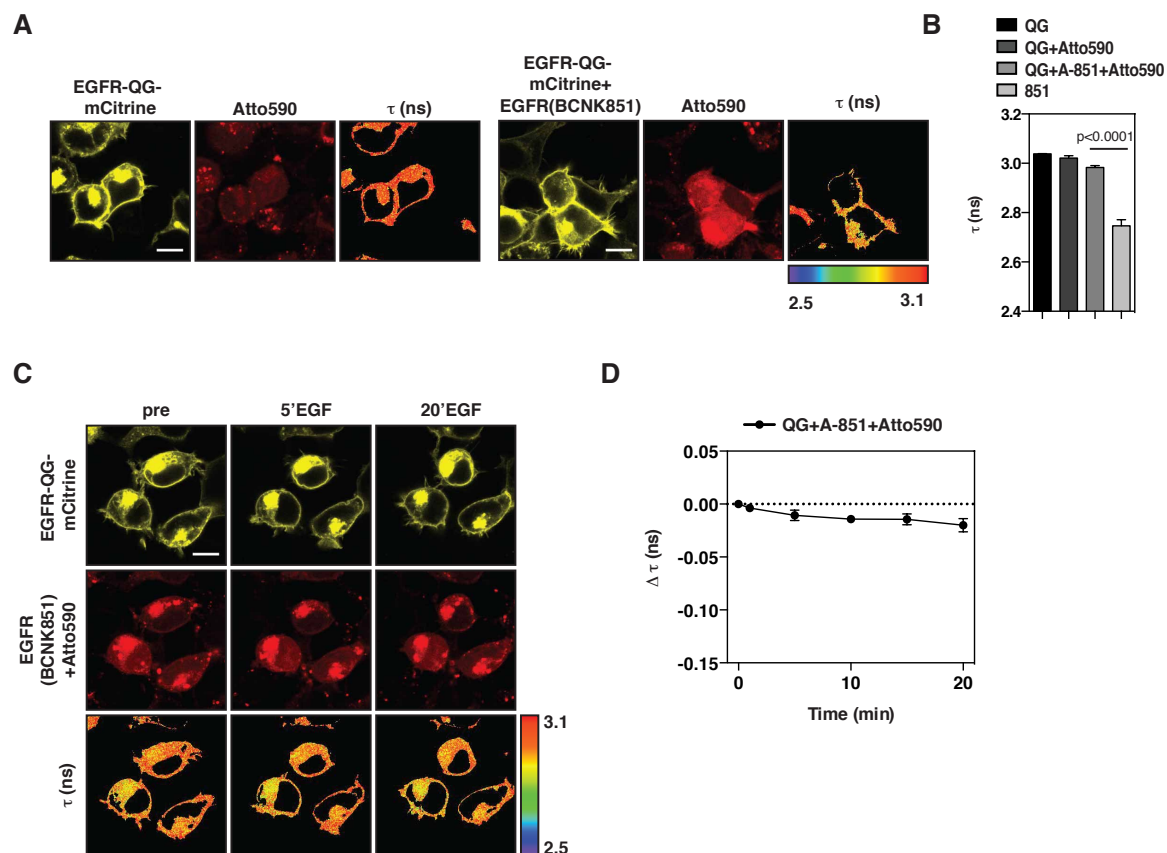 A
EGFR-QG-
mCitrine
Atto590
τ (ns)
EGFR-QG-
mCitrine+
EGFR(BCNK851)
Atto590
τ (ns)
2.5
3.1
B
QG
QG+Atto590
QG+A-851+Atto590
851
3.2
3.0
2.8
2.6
2.4
τ (ns)
p<0.0001
C
pre
5'EGF
20'EGF
EGFR-QG-
mCitrine
EGFR
(BCNK851)
+Atto590
τ (ns)
3.1
2.5
D
QG+A-851+Atto590
0.05
0.00
-0.05
-0.10
-0.15
Δ τ (ns)
0
10
20
Time (min)